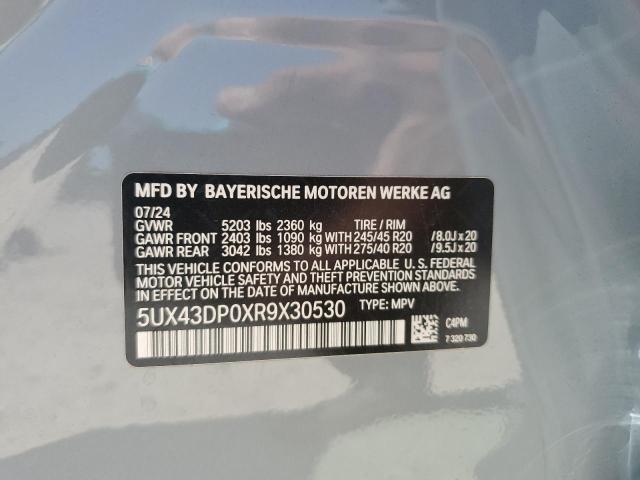 MFD BY BAYERISCHE MOTOREN WERKE AG
07/24
GVWR 5203 lbs 2360 kg TIRE / RIM
GAWR FRONT 2403 lbs 1090 kg WITH 245/45 R20 /8.0J x 20
GAWR REAR 3042 lbs 1380 kg WITH 275/40 R20 /9.5J x 20
THIS VEHICLE CONFORMS TO ALL APPLICABLE U. S. FEDERAL
MOTOR VEHICLE SAFETY AND THEFT PREVENTION STANDARDS
IN EFFECT ON THE DATE OF MANUFACTURE SHOWN ABOVE.
5UX43DP0XR9X30530 TYPE: MPV
C4PM
7 320 730